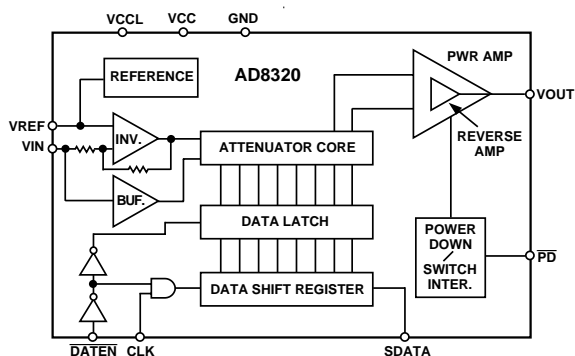 VCCL
VCC
GND
REFERENCE
AD8320
PWR AMP
VOUT
REVERSE
AMP
VREF
VIN
INV.
ATTENUATOR CORE
BUF.
DATA LATCH
POWER
DOWN
/
SWITCH
INTER.
PD
DATA SHIFT REGISTER
DATEN
CLK
SDATA